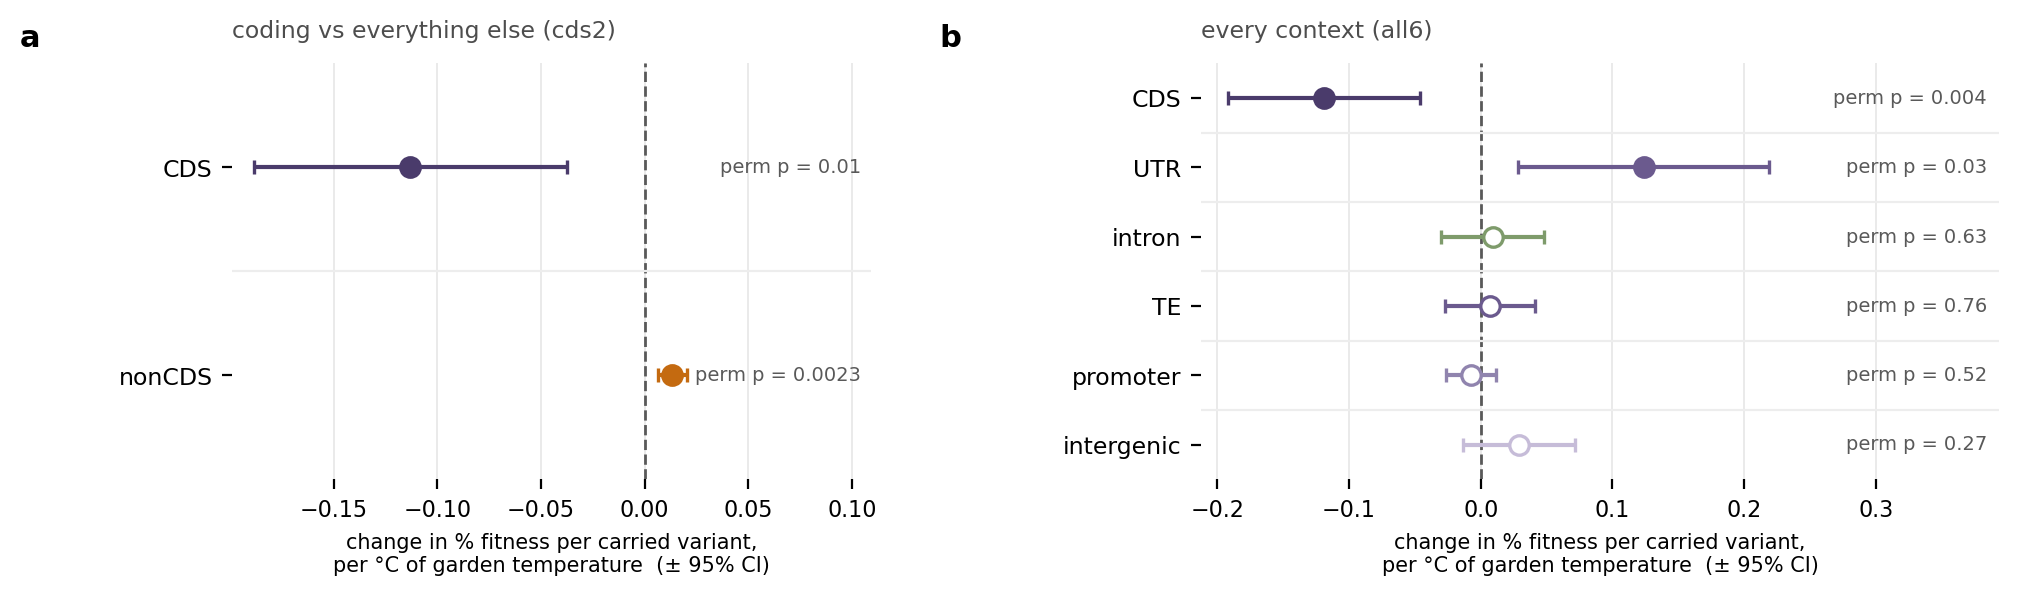 a
coding vs everything else (cds2)
CDS
perm p = 0.01
nonCDS
perm p = 0.0023
−0.15 −0.10 −0.05 0.00 0.05 0.10
change in % fitness per carried variant,
per °C of garden temperature (± 95% CI)
b
every context (all6)
CDS
perm p = 0.004
UTR
perm p = 0.03
intron
perm p = 0.63
TE
perm p = 0.76
promoter
perm p = 0.52
intergenic
perm p = 0.27
−0.2 −0.1 0.0 0.1 0.2 0.3
change in % fitness per carried variant,
per °C of garden temperature (± 95% CI)